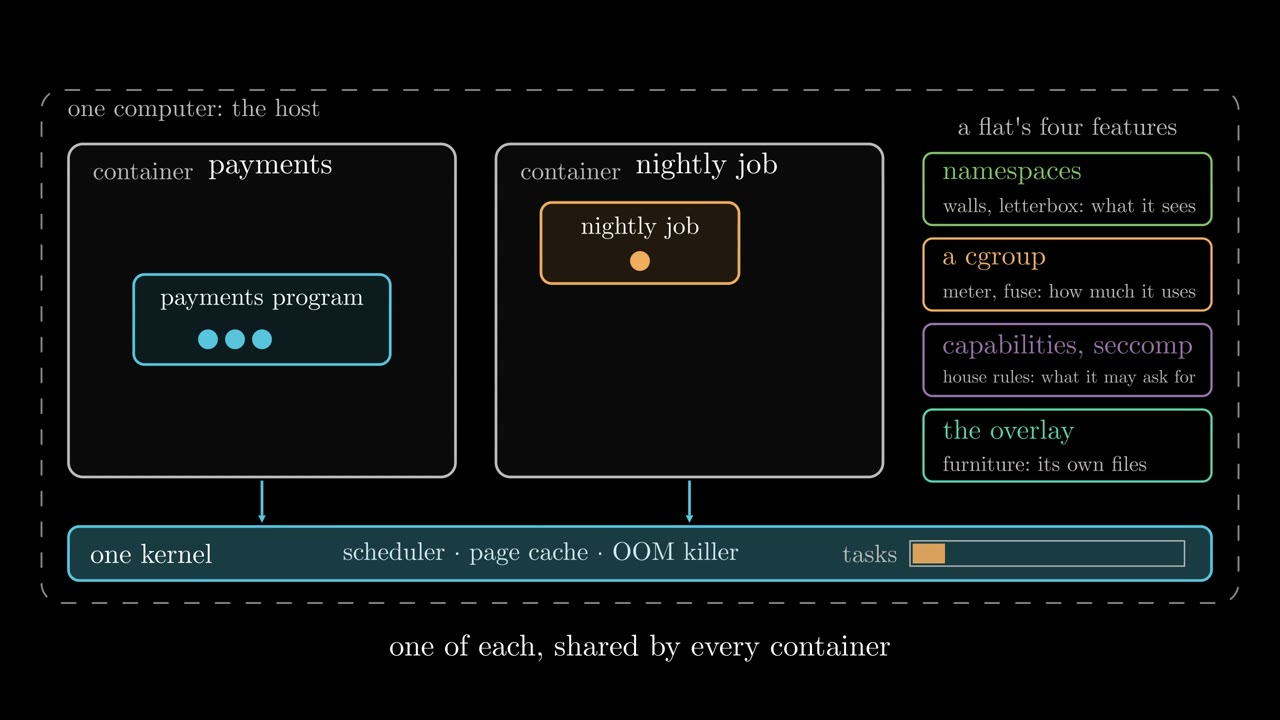 one computer: the host
container payments
payments program
container nightly job
nightly job
a flat's four features
namespaces
walls, letterbox: what it sees
a cgroup
meter, fuse: how much it uses
capabilities, seccomp
house rules: what it may ask for
the overlay
furniture: its own files
one kernel
scheduler · page cache · OOM killer
tasks
one of each, shared by every container